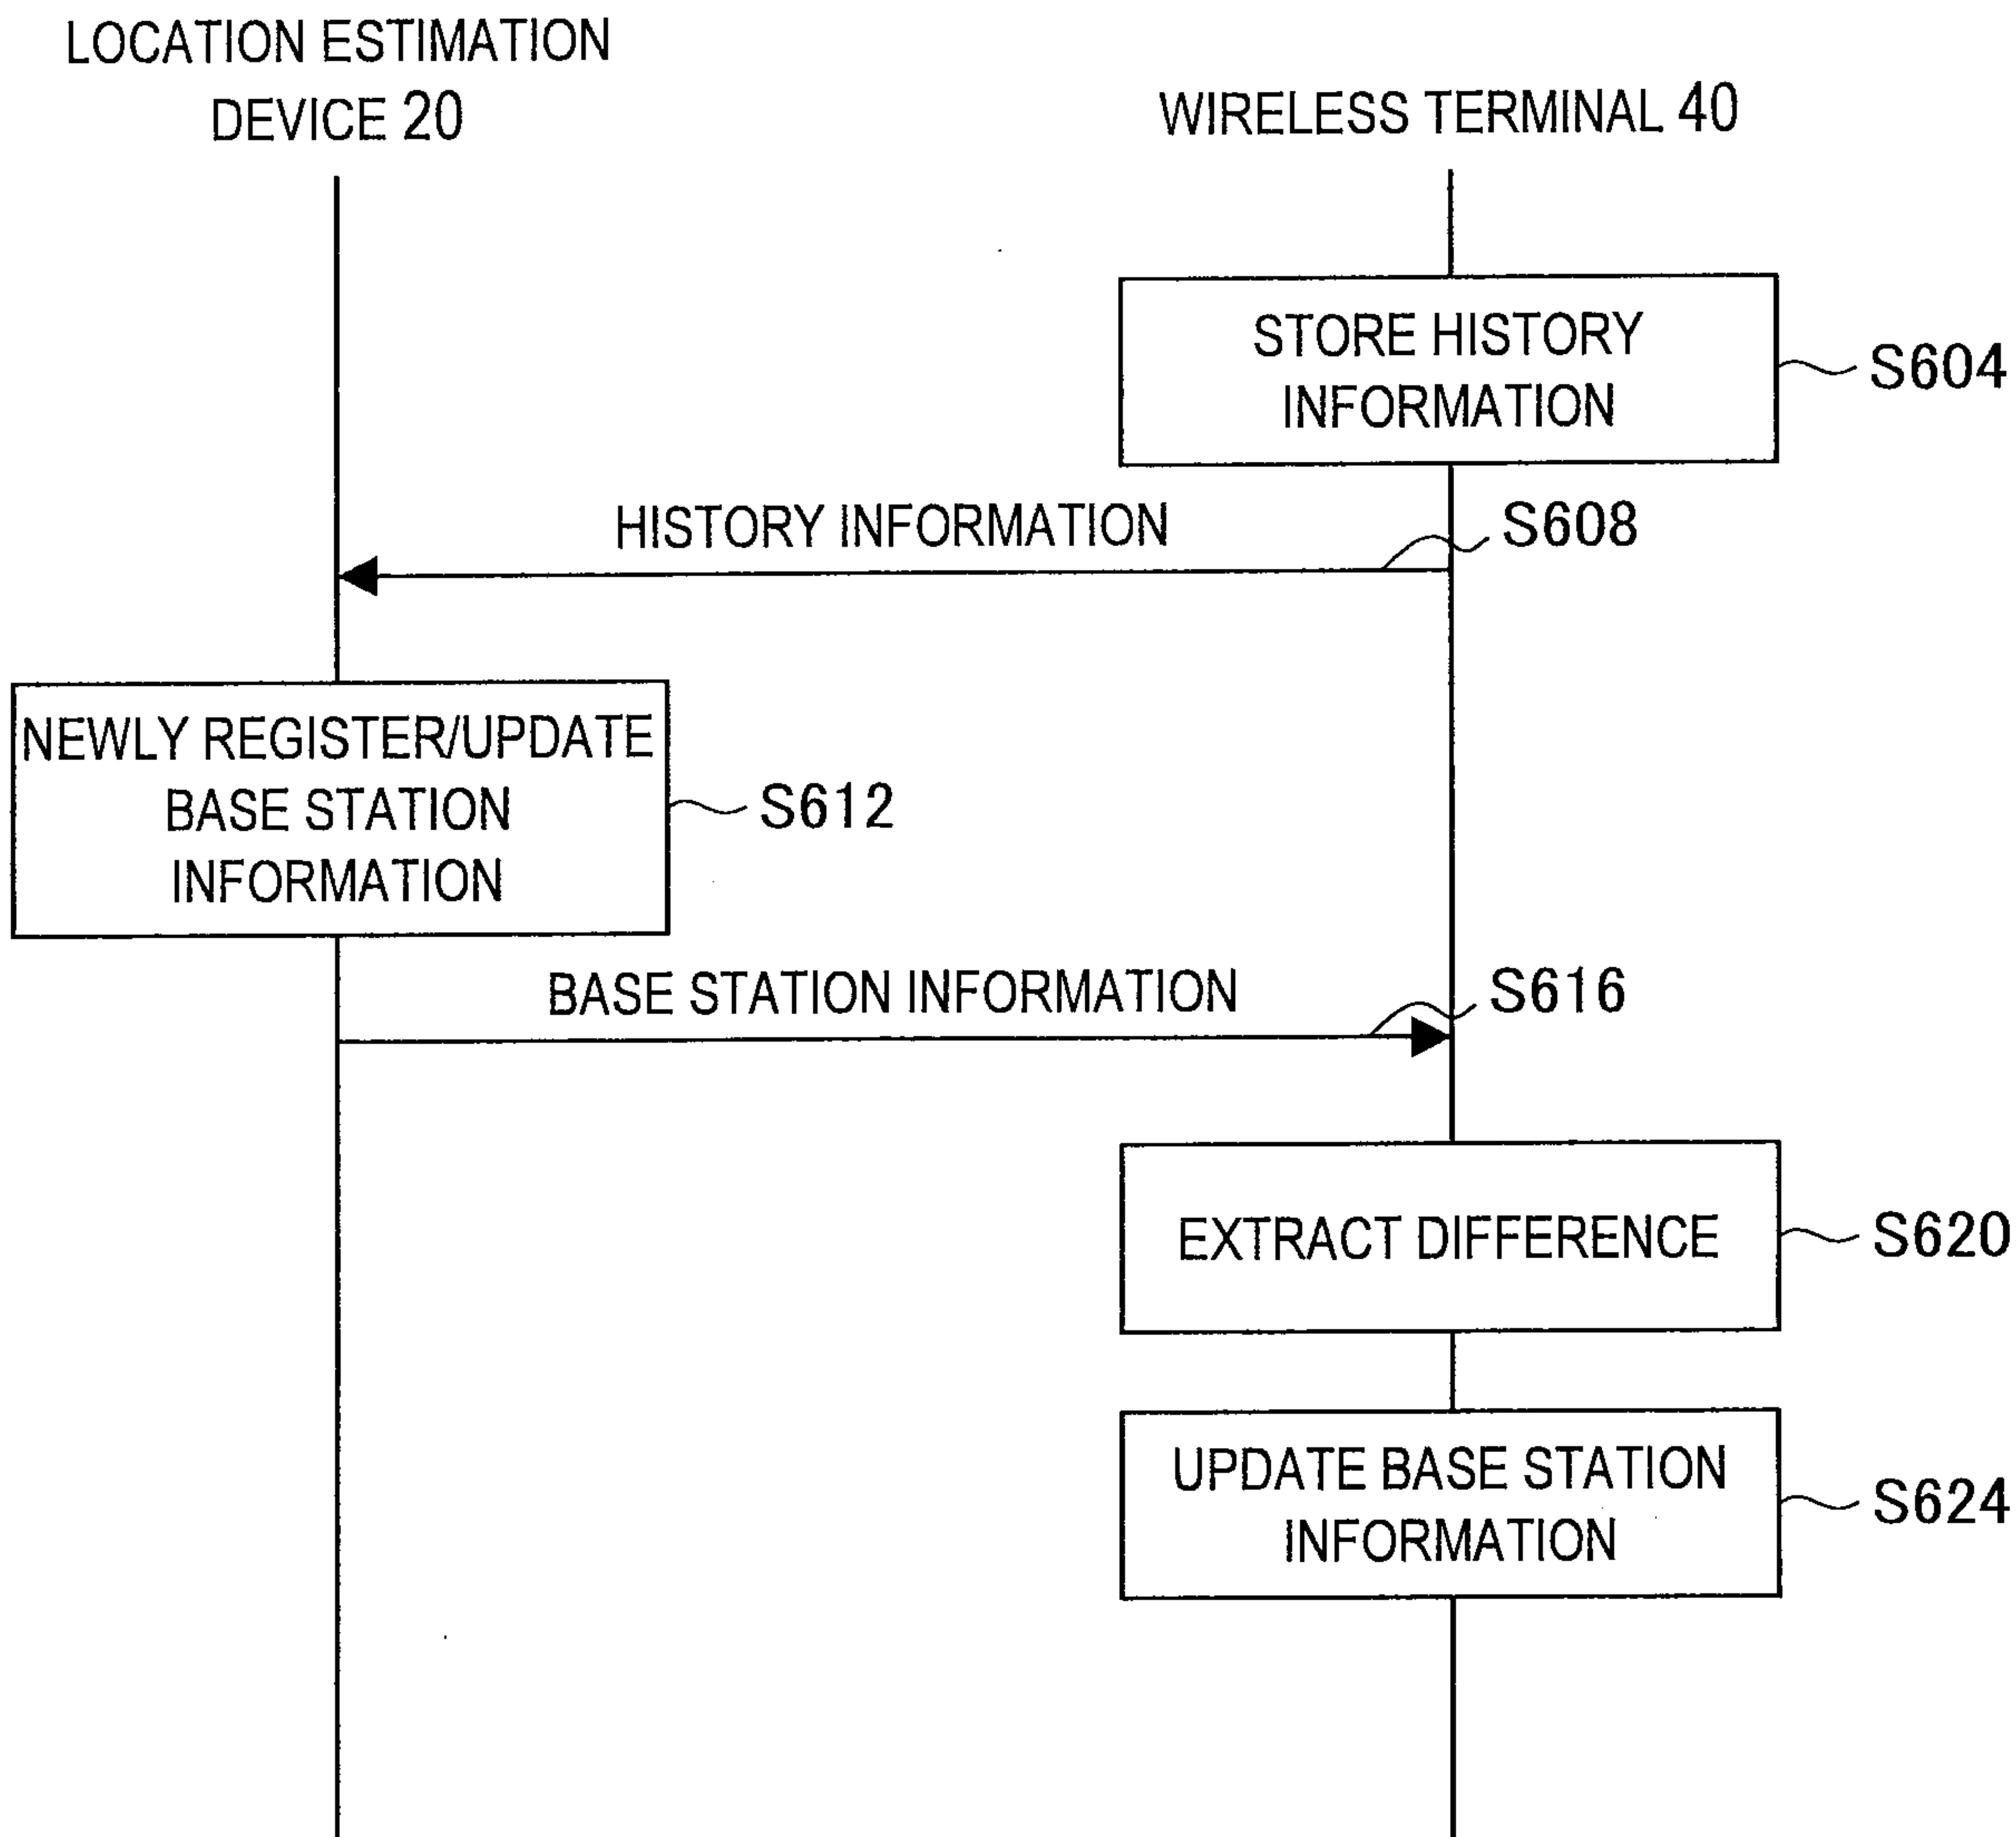 LOCATION ESTIMATION
DEVICE 20
WIRELESS TERMINAL 40
STORE HISTORY
INFORMATION
S604
HISTORY INFORMATION
S608
NEWLY REGISTER/UPDATE
BASE STATION
INFORMATION
S612
BASE STATION INFORMATION
S616
EXTRACT DIFFERENCE
S620
UPDATE BASE STATION
INFORMATION
S624